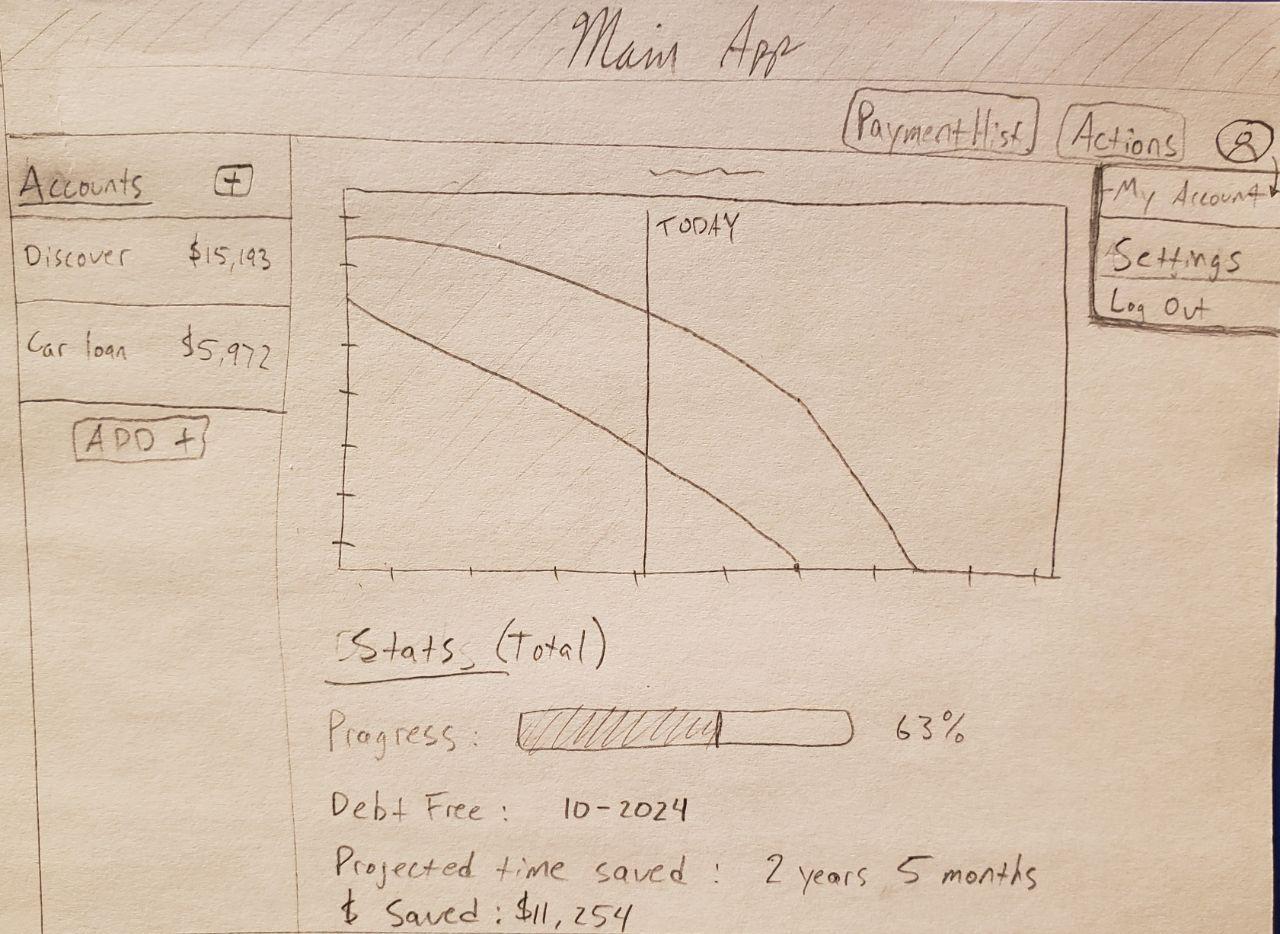 Main App
Payment Hist. Actions
Accounts +
Discover $15,193
Car loan $5,972
ADD +
TODAY
My Account
Settings
Log Out
Stats (Total)
Progress: 63%
Debt Free: 10-2024
Projected time saved: 2 years 5 months
$ Saved: $11,254